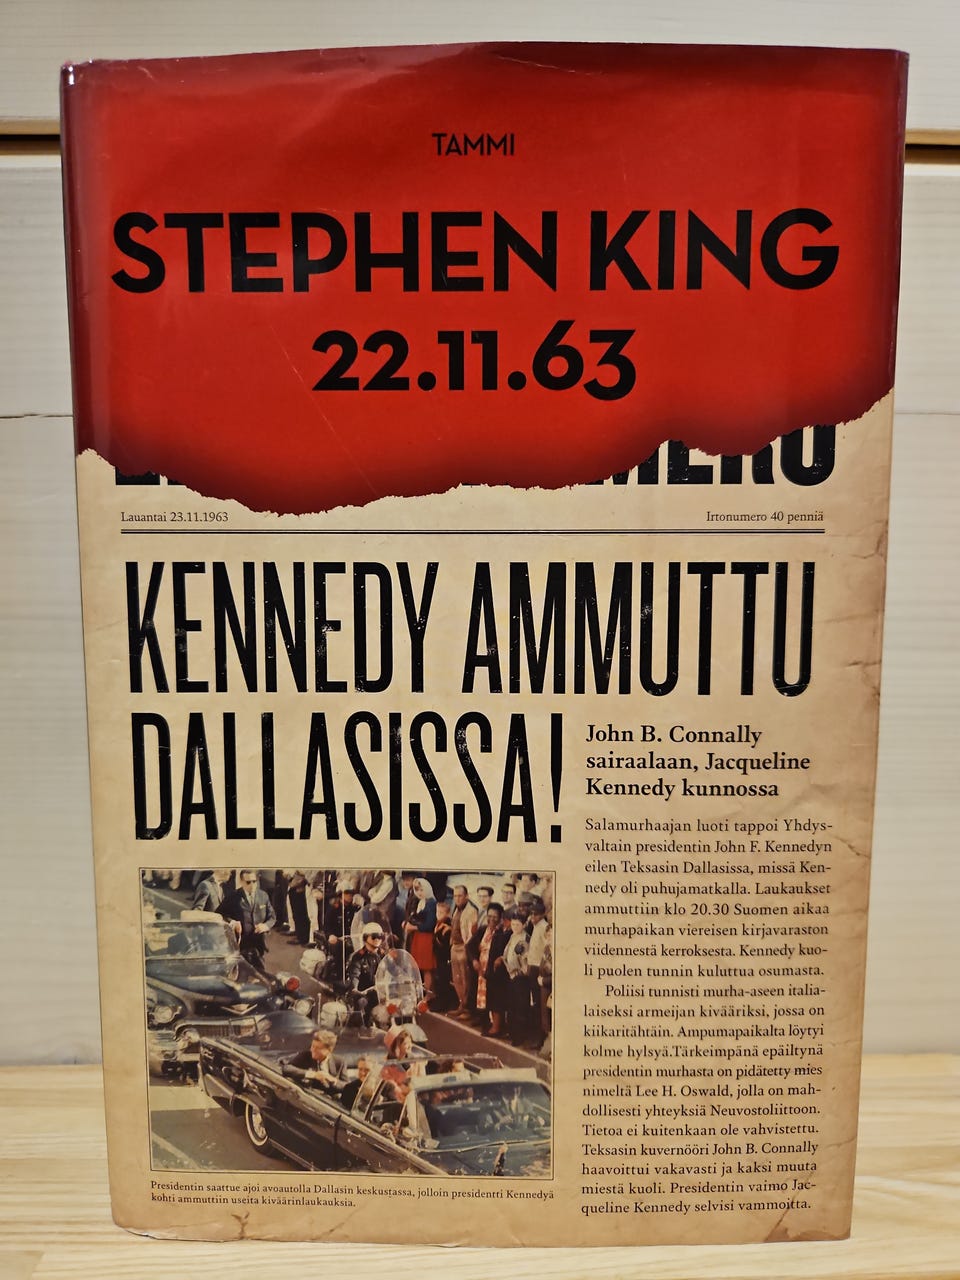 TAMMI
STEPHEN KING
22.11.63
Lauantai 23.11.1963
Irtonumero 40 penniä
KENNEDY AMMUTTU
DALLASISSA!
John B. Connally
sairaalaan, Jacqueline
Kennedy kunnossa
Salamurhaajan luoti tappoi Yhdys-
valtain presidentin John F. Kennedyn
eilen Teksasin Dallasissa, missä Ken-
nedy oli puhujamatkalla. Laukaukset
ammuttiin klo 20.30 Suomen aikaa
murhapaikan viereisen kirjavaraston
viidennestä kerroksesta. Kennedy kuo-
li puolen tunnin kuluttua osumasta.
Poliisi tunnisti murha-aseen italia-
laiseksi armeijan kivääriksi, jossa on
kiikaritähtäin. Ampumapaikalta löytyi
kolme hylsyä.Tärkeimpänä epäiltynä
presidentin murhasta on pidätetty mies
nimeltä Lee H. Oswald, jolla on mah-
dollisesti yhteyksiä Neuvostoliittoon.
Tietoa ei kuitenkaan ole vahvistettu.
Teksasin kuvernööri John B. Connally
haavoittui vakavasti ja kaksi muuta
miestä kuoli. Presidentin vaimo Jac-
queline Kennedy selvisi vammoitta.
Presidentin saattue ajoi avoautolla Dallasin keskustassa, jolloin presidentti Kennedyä
kohti ammuttiin useita kiväärinlaukauksia.